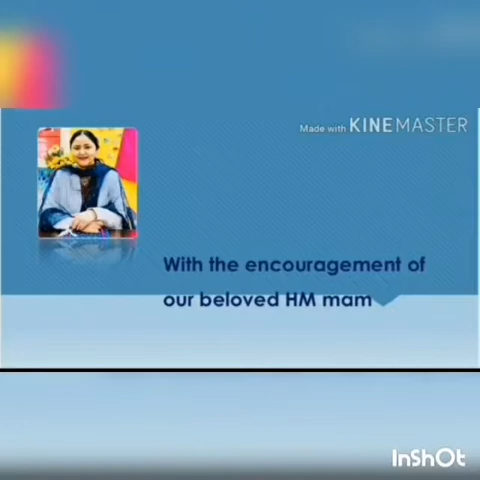 Made with KINEMASTER
With the encouragement of
our beloved HM mam
InShOt